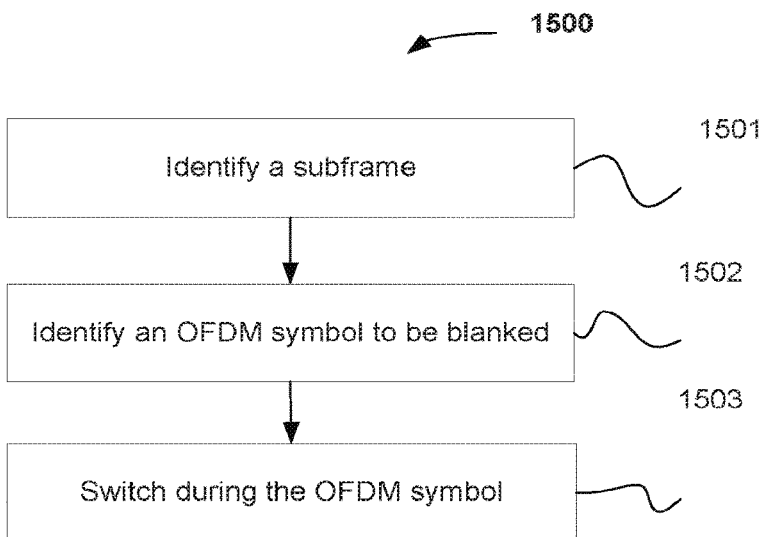 1500
1501
Identify a subframe
1502
Identify an OFDM symbol to be blanked
1503
Switch during the OFDM symbol